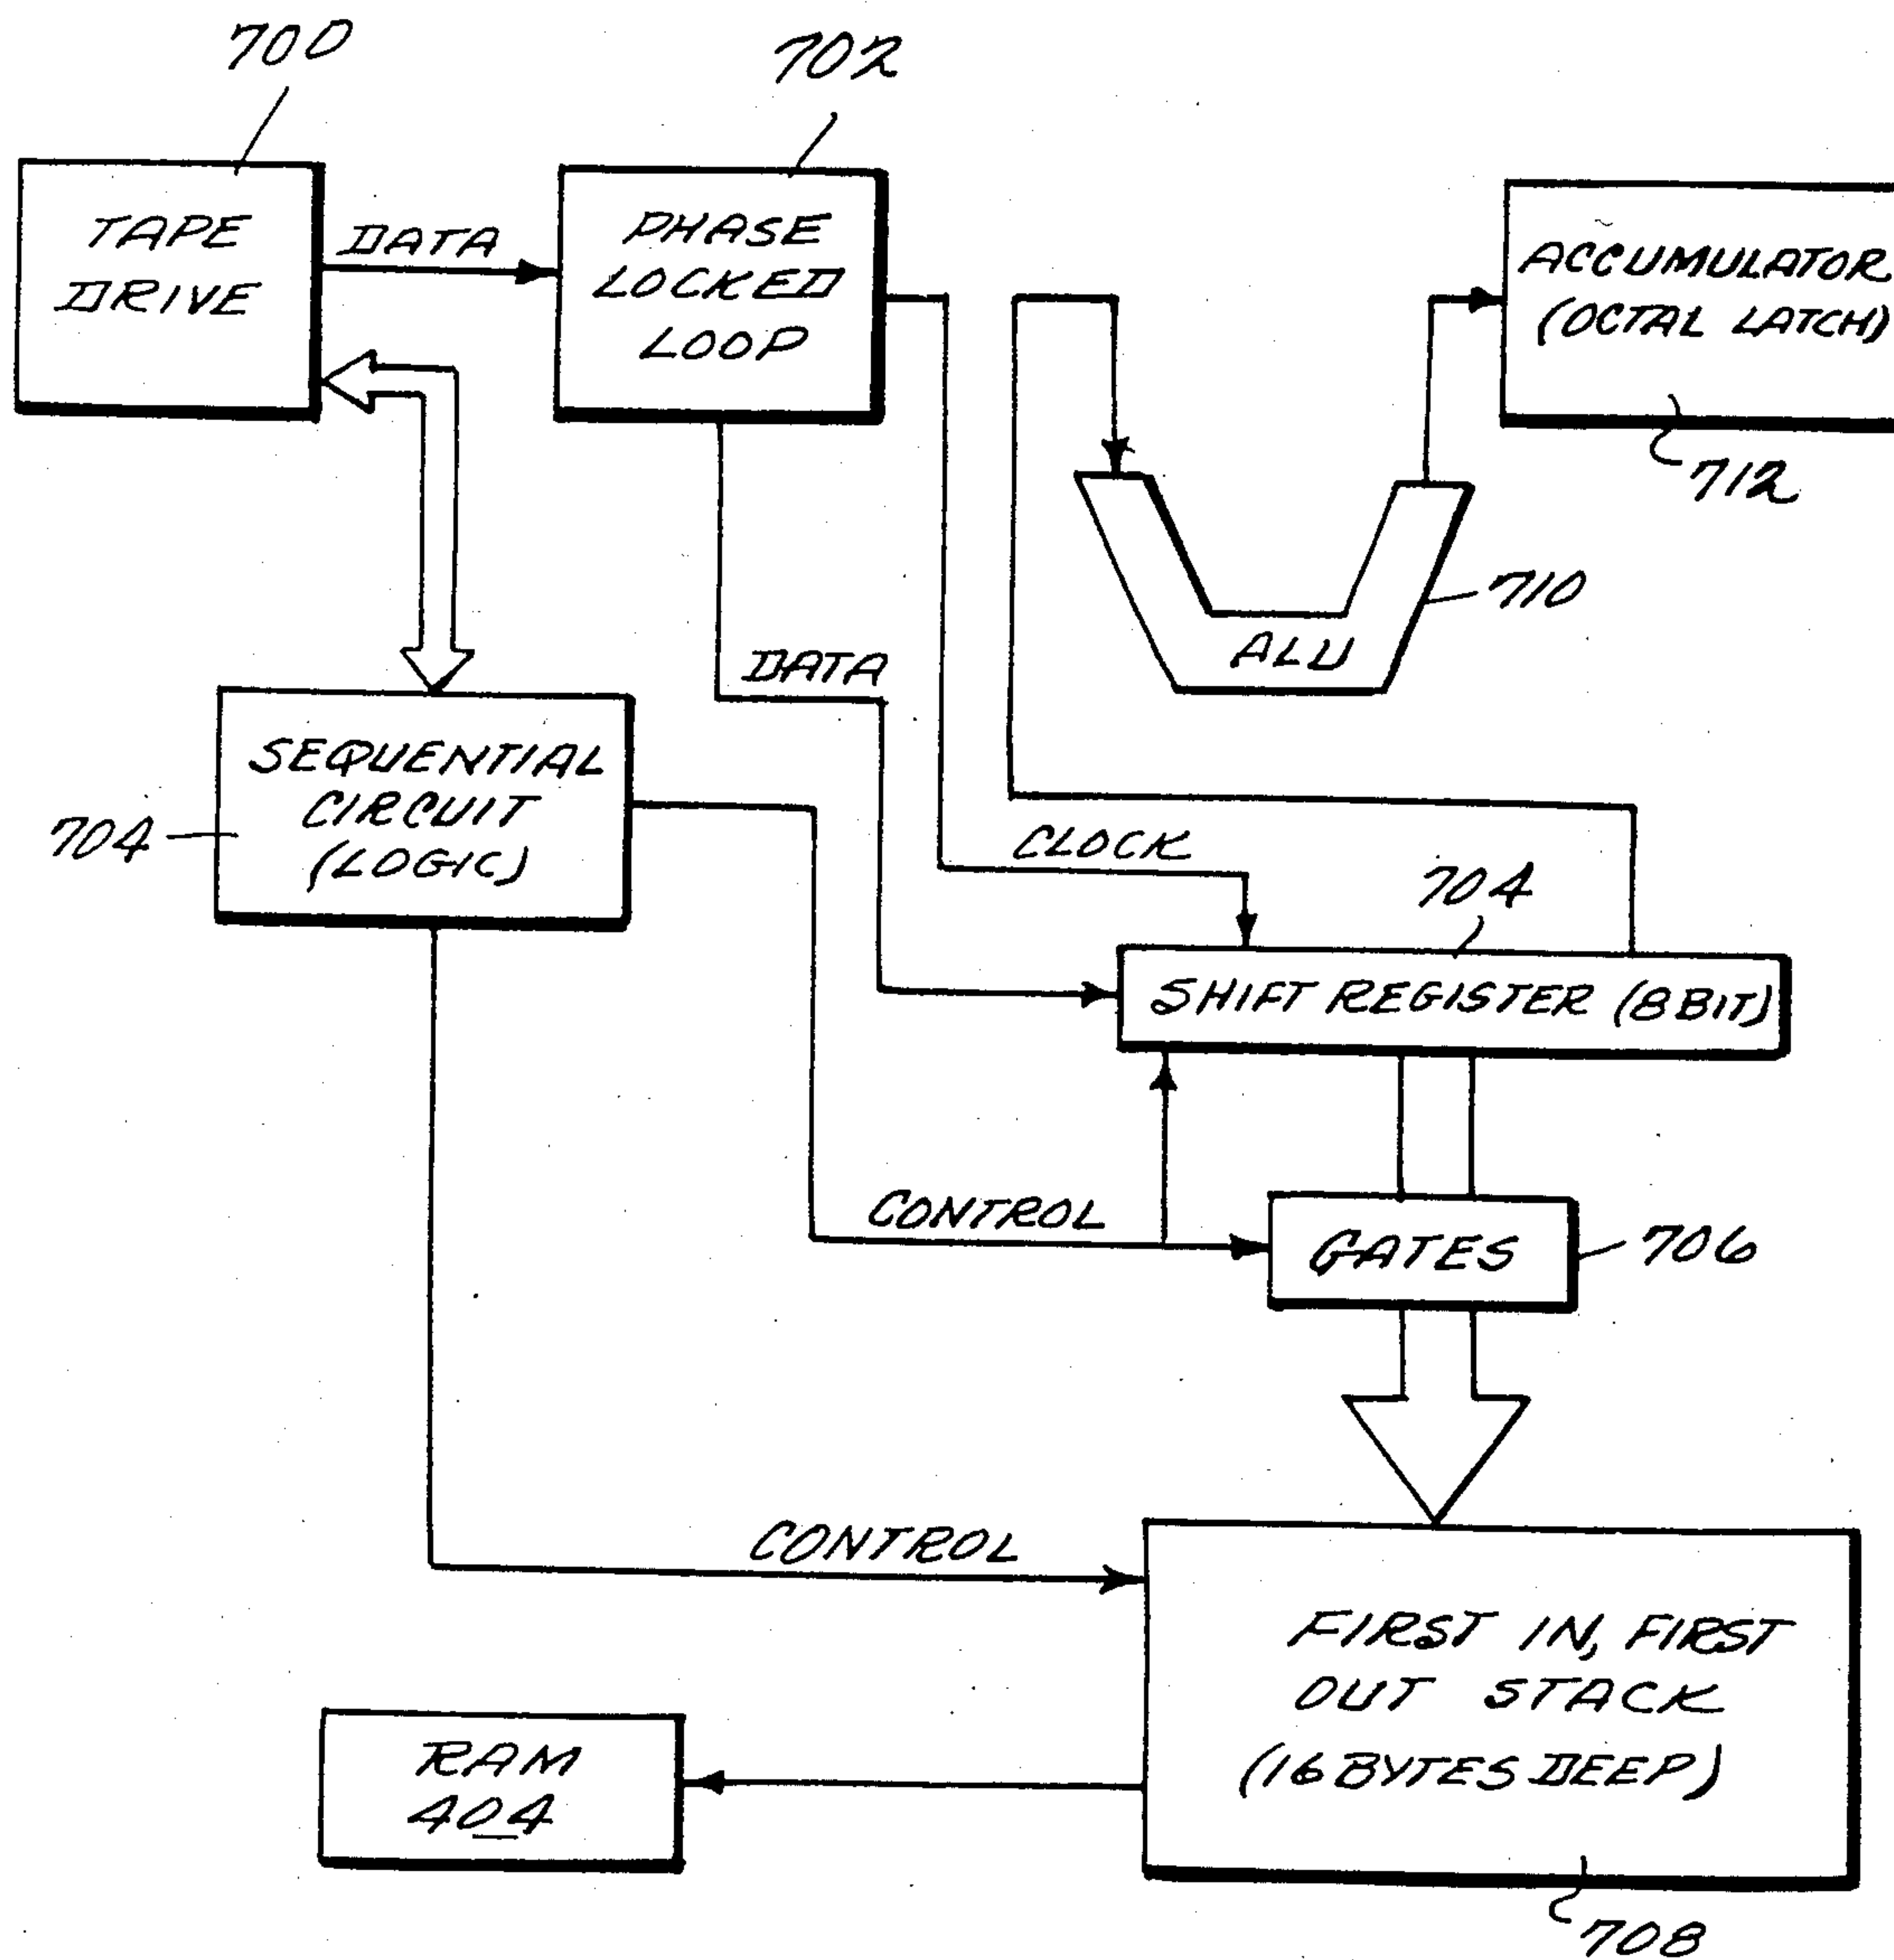 700
702
TAPE
DRIVE
DATA
PHASE
LOCKED
LOOP
ACCUMULATOR
(OCTAL LATCH)
712
710
ALU
DATA
SEQUENTIAL
CIRCUIT
(LOGIC)
704
CLOCK
704
SHIFT REGISTER (8 BIT)
CONTROL
GATES
706
CONTROL
FIRST IN, FIRST
OUT STACK
(16 BYTES DEEP)
RAM
404
708